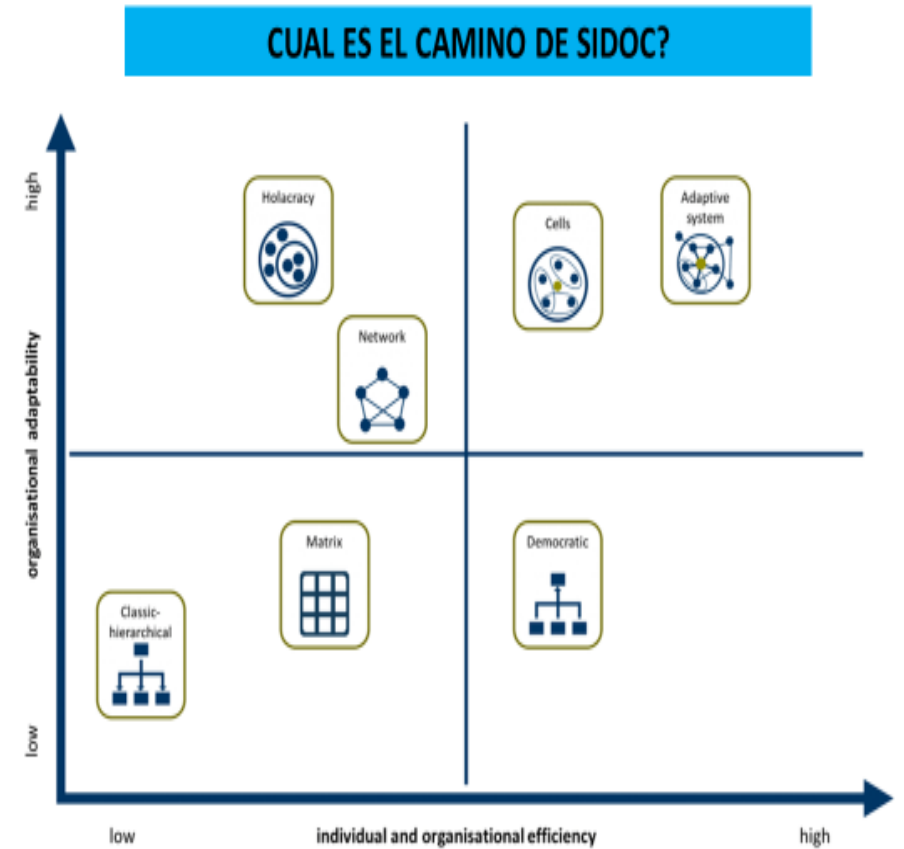 CUAL ES EL CAMINO DE SIDOC?
high
organisational adaptability
low
Holacracy
Cells
Adaptive
system
Network
Matrix
Democratic
Classic-
hierarchical
low
individual and organisational efficiency
high